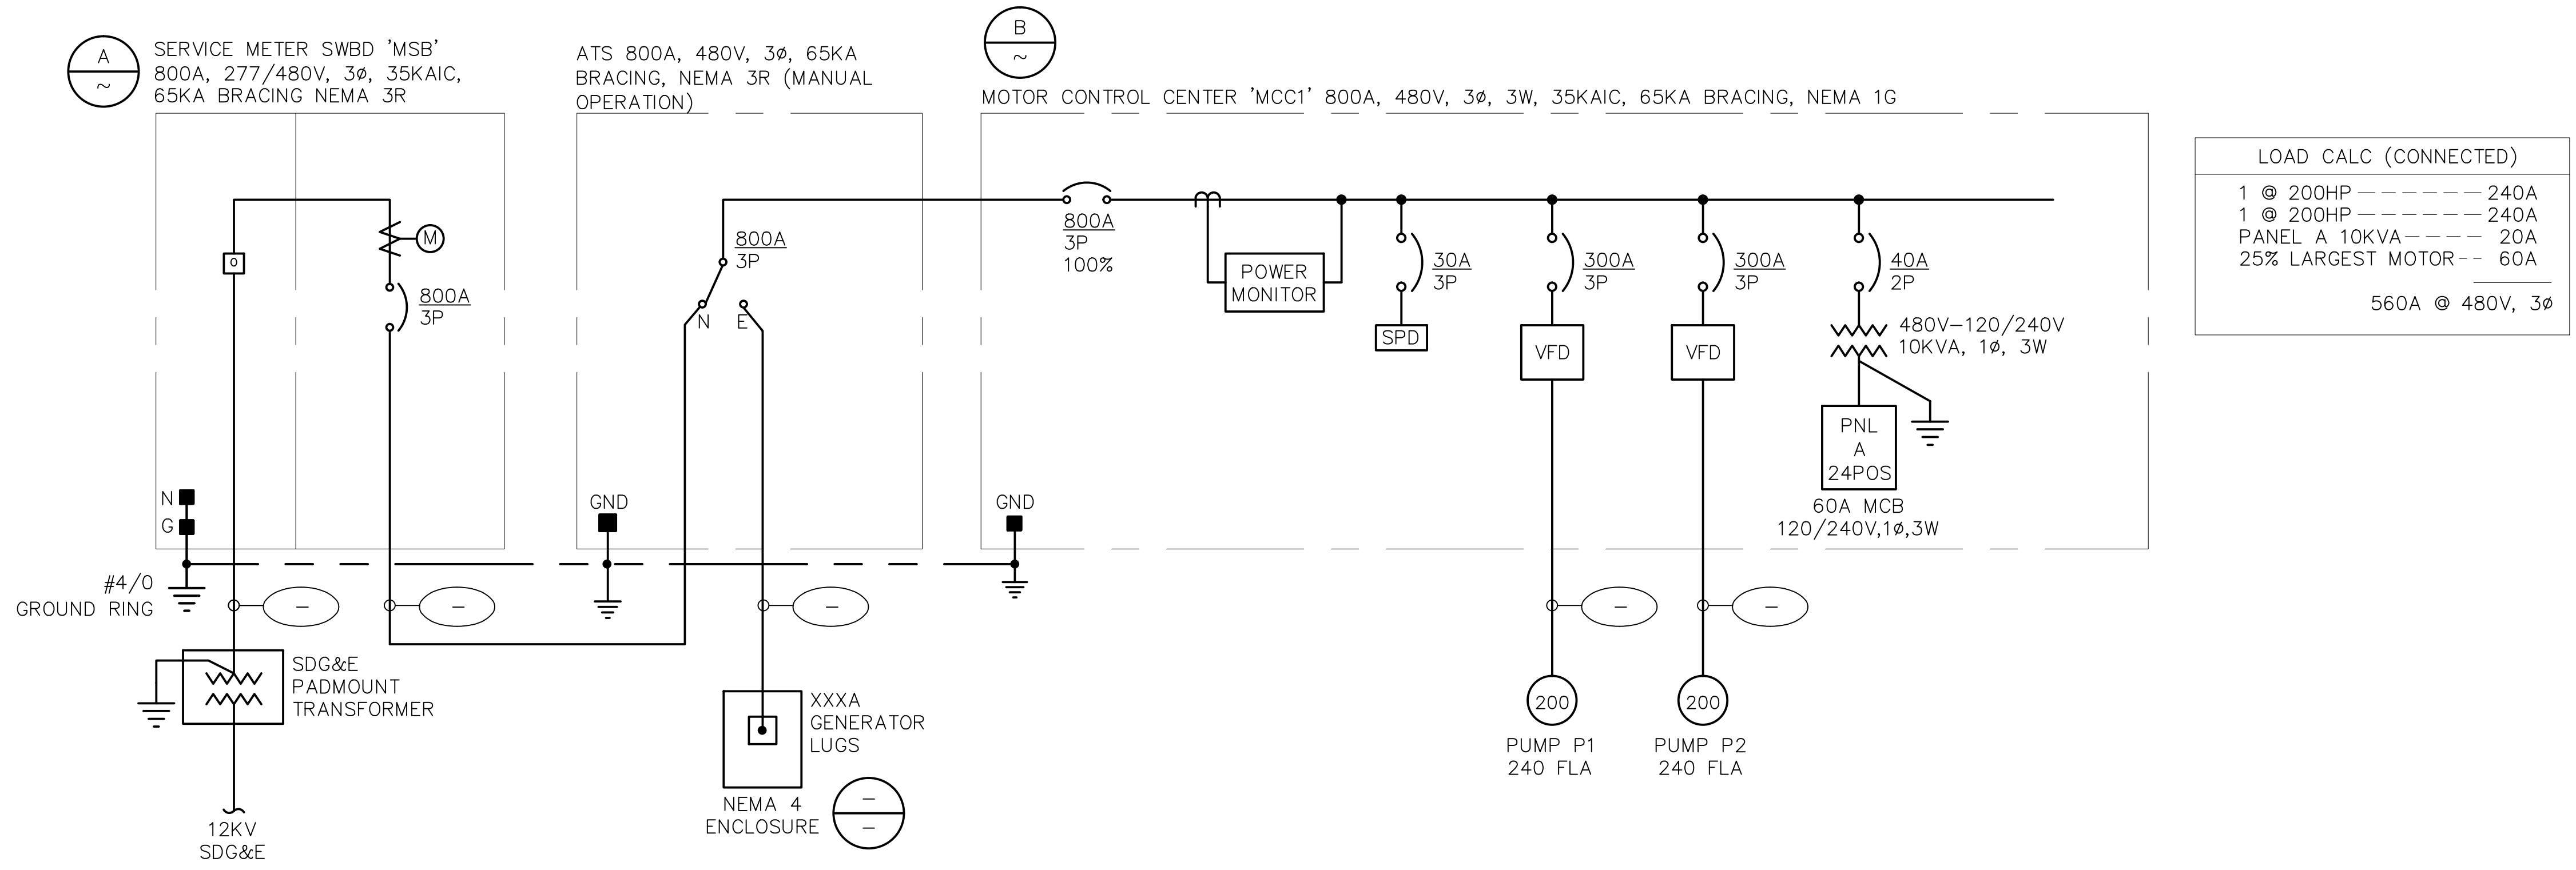 A
~
SERVICE METER SWBD 'MSB'
800A, 277/480V, 3ø, 35KAIC,
65KA BRACING NEMA 3R
ATS 800A, 480V, 3ø, 65KA
BRACING, NEMA 3R (MANUAL
OPERATION)
B
~
MOTOR CONTROL CENTER 'MCC1' 800A, 480V, 3ø, 3W, 35KAIC, 65KA BRACING, NEMA 1G
LOAD CALC (CONNECTED)
1 @ 200HP - - - - - - - 240A
1 @ 200HP - - - - - - - 240A
PANEL A 10KVA - - - - 20A
25% LARGEST MOTOR - - 60A
560A @ 480V, 3ø
M
800A
3P
800A
3P
N
E
800A
3P
100%
POWER
MONITOR
30A
3P
SPD
300A
3P
VFD
300A
3P
VFD
40A
2P
480V-120/240V
10KVA, 1ø, 3W
PNL
A
24POS
60A MCB
120/240V,1ø,3W
N
G
GND
GND
#4/0
GROUND RING
-
-
-
-
-
SDG&E
PADMOUNT
TRANSFORMER
12KV
SDG&E
XXXA
GENERATOR
LUGS
NEMA 4
ENCLOSURE
-
-
200
PUMP P1
240 FLA
200
PUMP P2
240 FLA